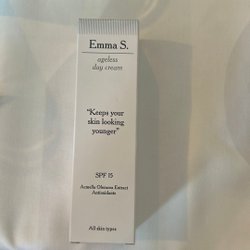 Emma S.
ageless
day cream
"Keeps your
skin looking
younger"
SPF 15
Acmella Oleracea Extract
Antioxidants
All skin types